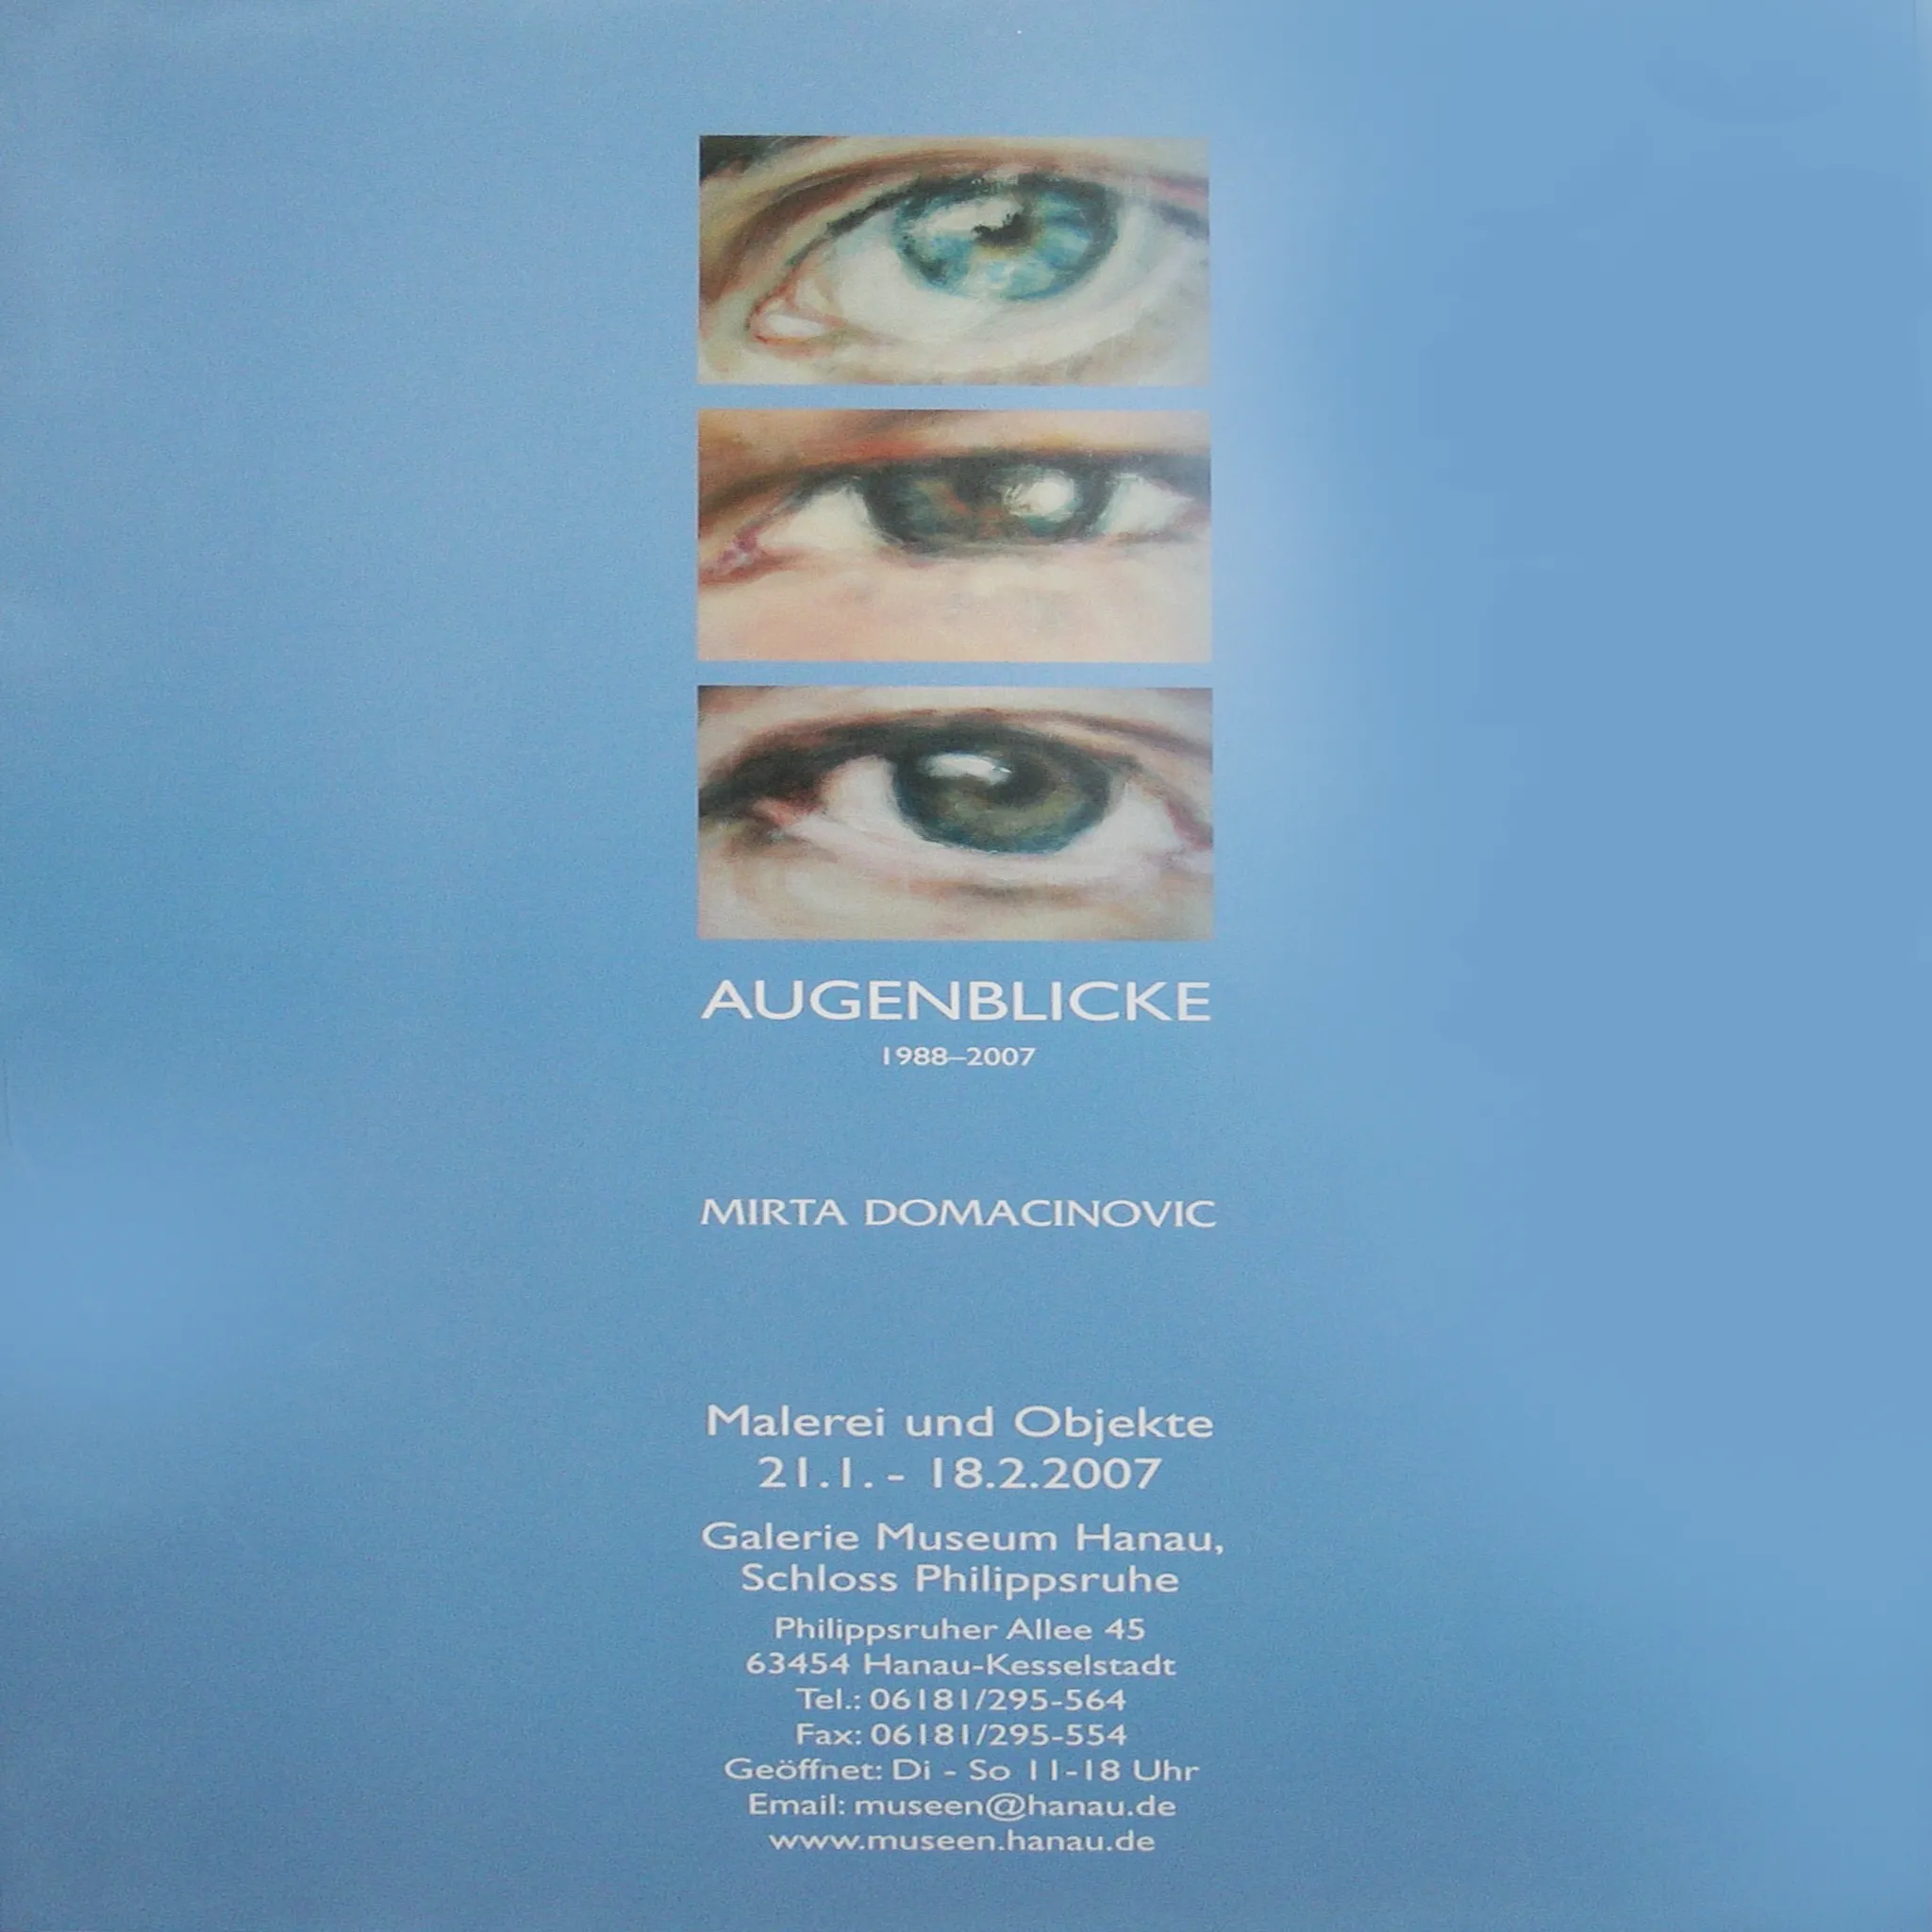 AUGENBLICKE
1988–2007
MIRTA DOMACINOVIC
Malerei und Objekte
21.1. - 18.2.2007
Galerie Museum Hanau,
Schloss Philippsruhe
Philippsruher Allee 45
63454 Hanau-Kesselstadt
Tel.: 06181/295-564
Fax: 06181/295-554
Geöffnet: Di - So 11-18 Uhr
Email: museen@hanau.de
www.museen.hanau.de